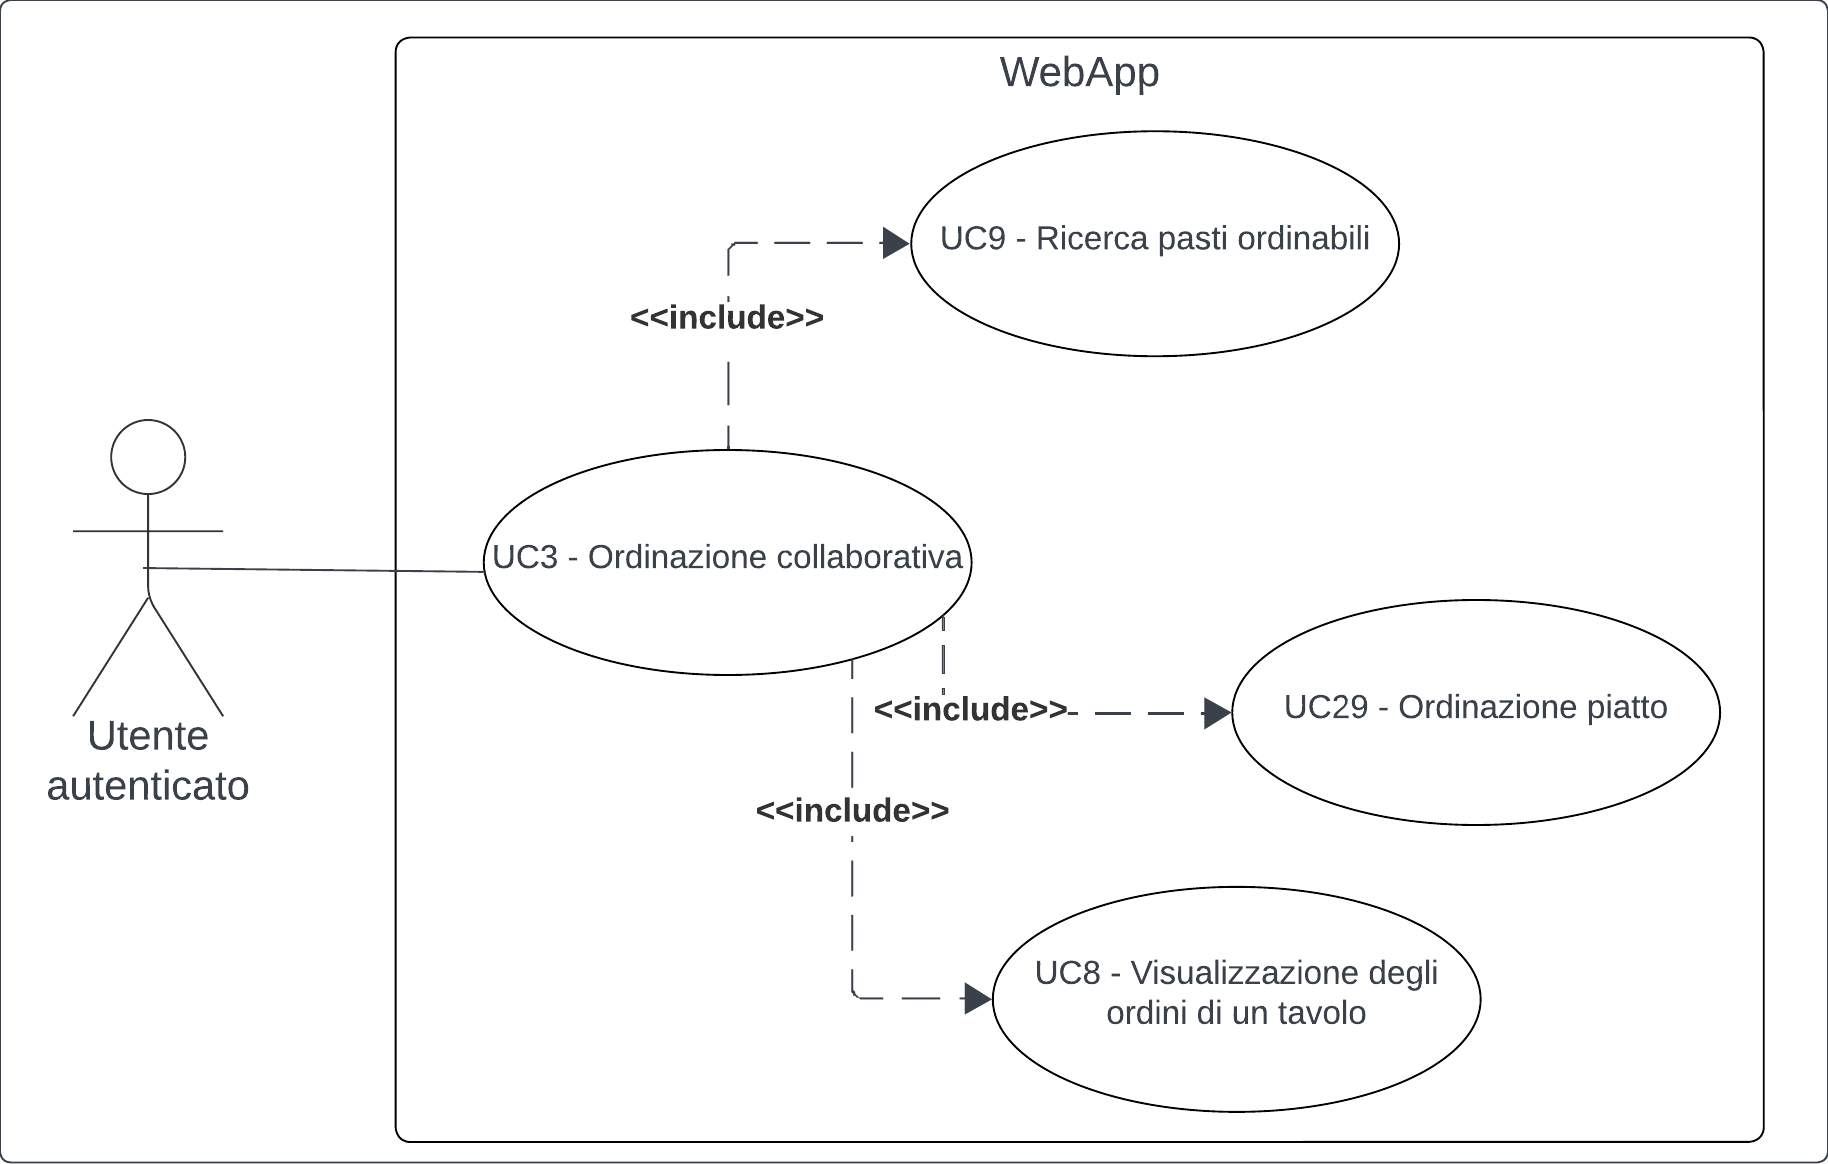 WebApp
UC9 - Ricerca pasti ordinabili
<<include>>
UC3 - Ordinazione collaborativa
<<include>>
UC29 - Ordinazione piatto
Utente
autenticato
<<include>>
UC8 - Visualizzazione degli
ordini di un tavolo